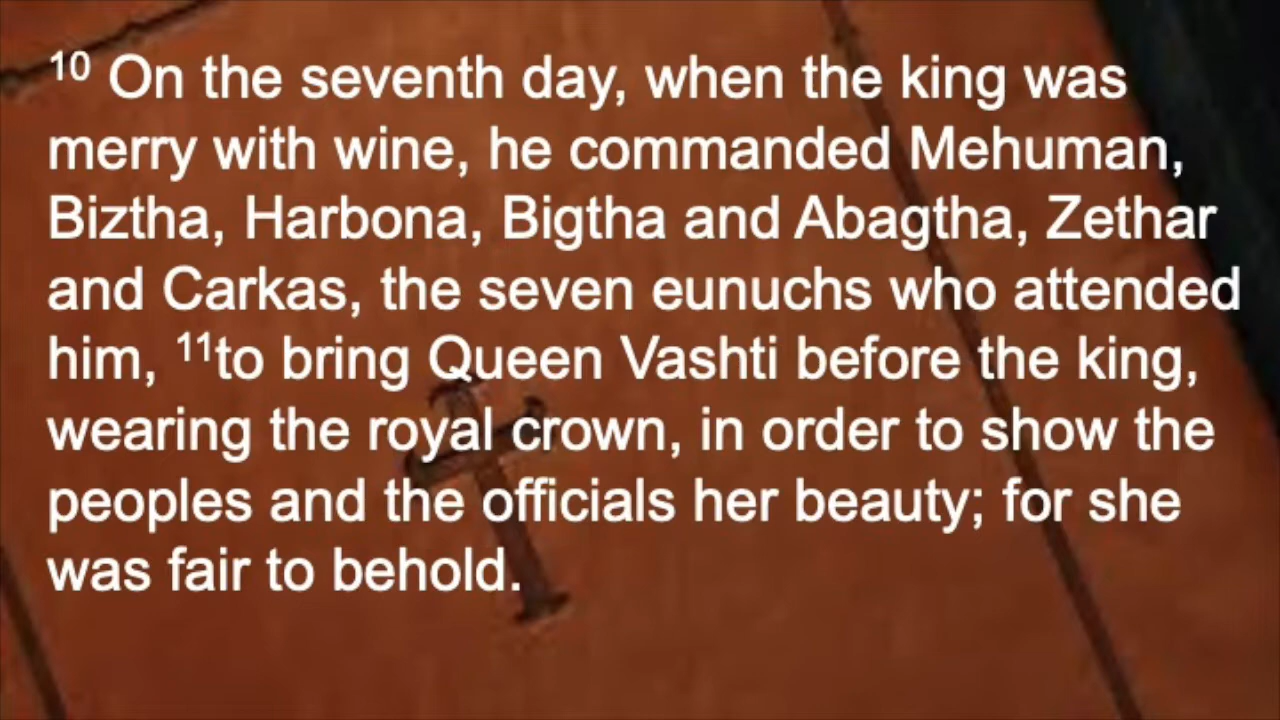 10 On the seventh day, when the king was
merry with wine, he commanded Mehuman,
Biztha, Harbona, Bigtha and Abagtha, Zethar
and Carkas, the seven eunuchs who attended
him, 11to bring Queen Vashti before the king,
wearing the royal crown, in order to show the
peoples and the officials her beauty; for she
was fair to behold.